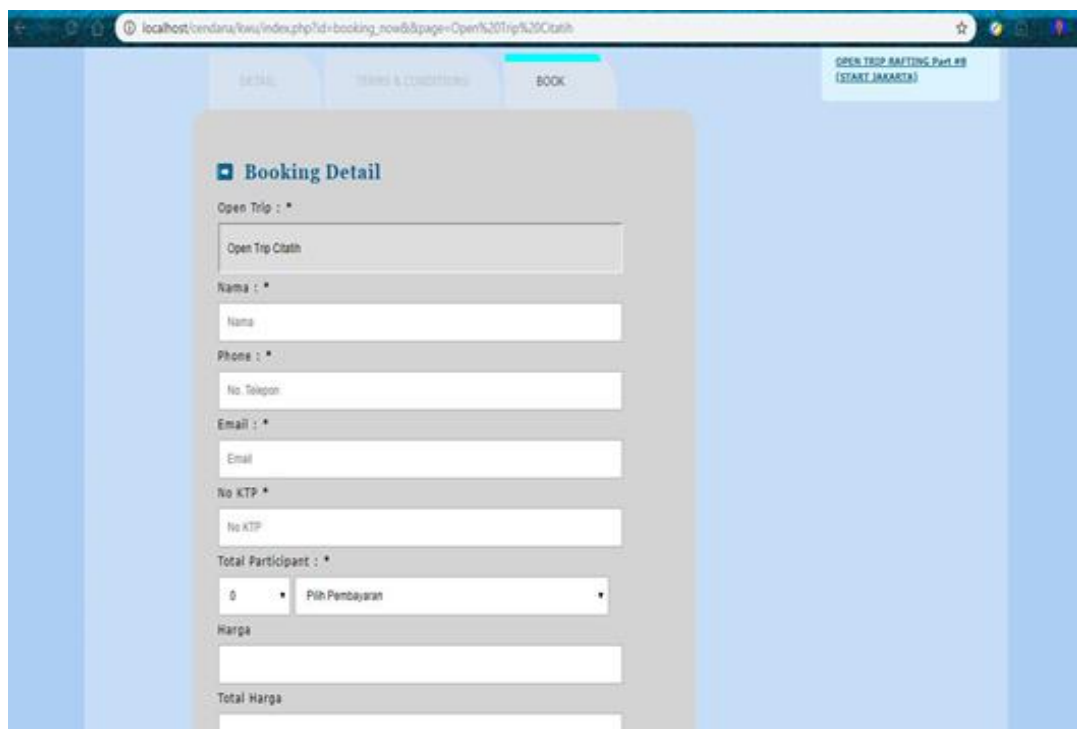 localhost/cendana/kwu/index.php?id=booking_now&&page=Open%20Trip%20Citatih
OPEN TRIP RAFTING Part #8
(START JAKARTA)
DETAIL
TERMS & CONDITIONS
BOOK
Booking Detail
Open Trip : *
Open Trip Citatih
Nama : *
Nama
Phone : *
No. Telepon
Email : *
Email
No KTP *
No KTP
Total Participant : *
0 Pilih Pembayaran
Harga
Total Harga